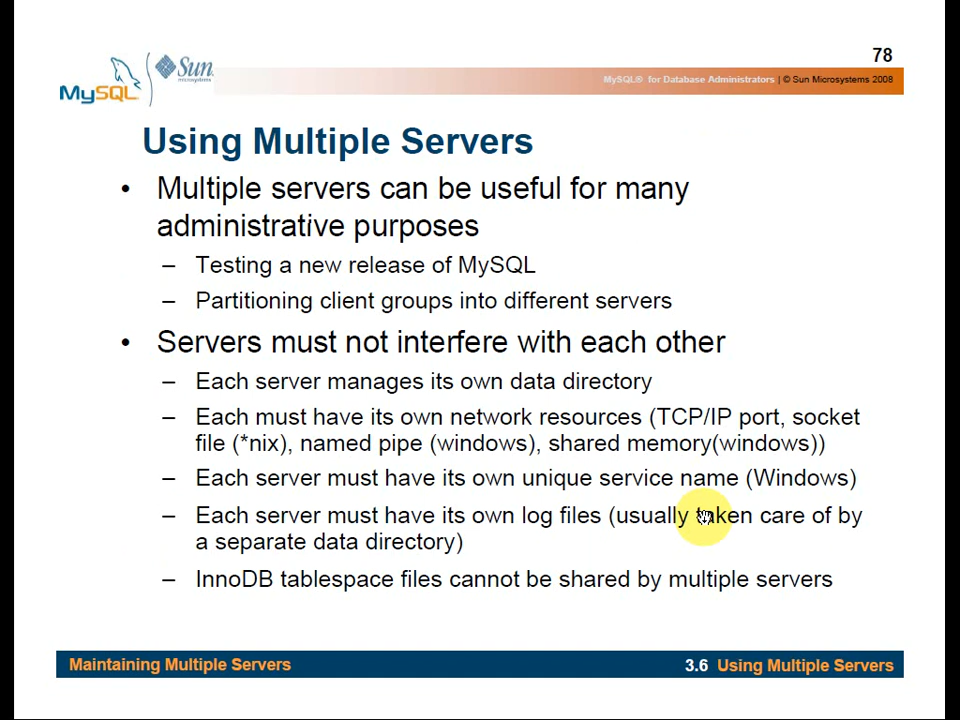 78
MySQL
Sun
microsystems
MySQL® for Database Administrators | © Sun Microsystems 2008
Using Multiple Servers
• Multiple servers can be useful for many
administrative purposes
– Testing a new release of MySQL
– Partitioning client groups into different servers
• Servers must not interfere with each other
– Each server manages its own data directory
– Each must have its own network resources (TCP/IP port, socket
file (*nix), named pipe (windows), shared memory(windows))
– Each server must have its own unique service name (Windows)
– Each server must have its own log files (usually taken care of by
a separate data directory)
– InnoDB tablespace files cannot be shared by multiple servers
Maintaining Multiple Servers
3.6 Using Multiple Servers